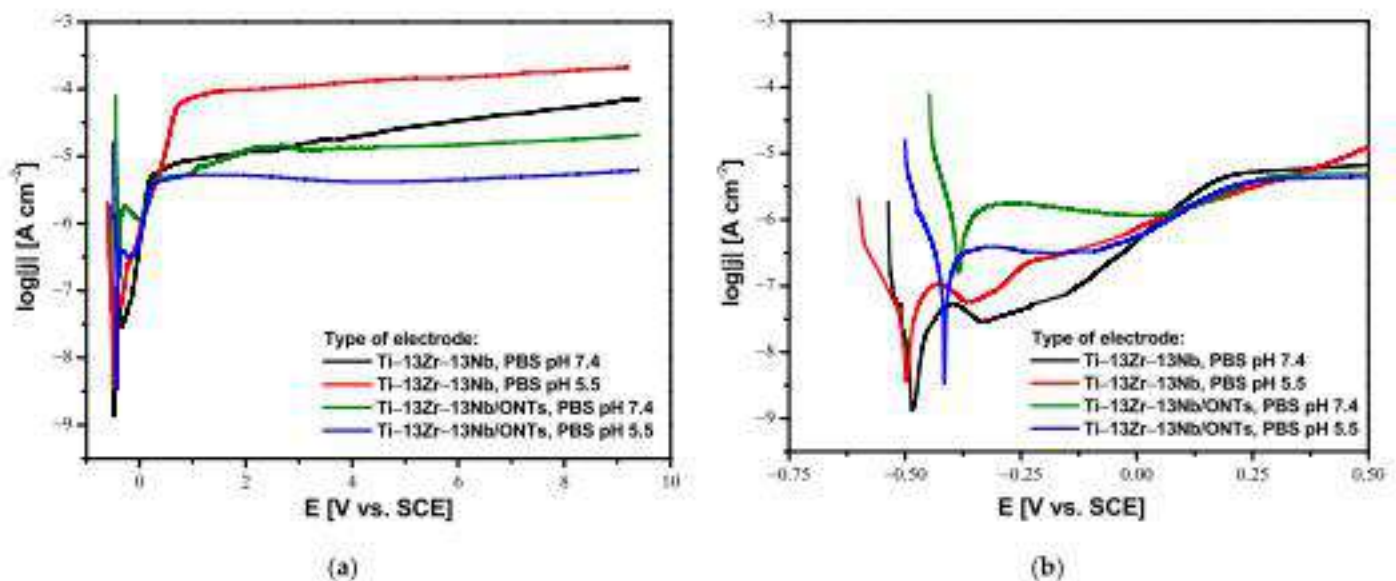 −3
−4
−5
−6
−7
−8
−9
log|j| [A cm⁻²]
0
2
4
6
8
10
E [V vs. SCE]
Type of electrode:
Ti−13Zr−13Nb, PBS pH 7.4
Ti−13Zr−13Nb, PBS pH 5.5
Ti−13Zr−13Nb/ONTs, PBS pH 7.4
Ti−13Zr−13Nb/ONTs, PBS pH 5.5
(a)
−3
−4
−5
−6
−7
−8
−9
log|j| [A cm⁻²]
−0.75
−0.50
−0.25
0.00
0.25
0.50
E [V vs. SCE]
Type of electrode:
Ti−13Zr−13Nb, PBS pH 7.4
Ti−13Zr−13Nb, PBS pH 5.5
Ti−13Zr−13Nb/ONTs, PBS pH 7.4
Ti−13Zr−13Nb/ONTs, PBS pH 5.5
(b)